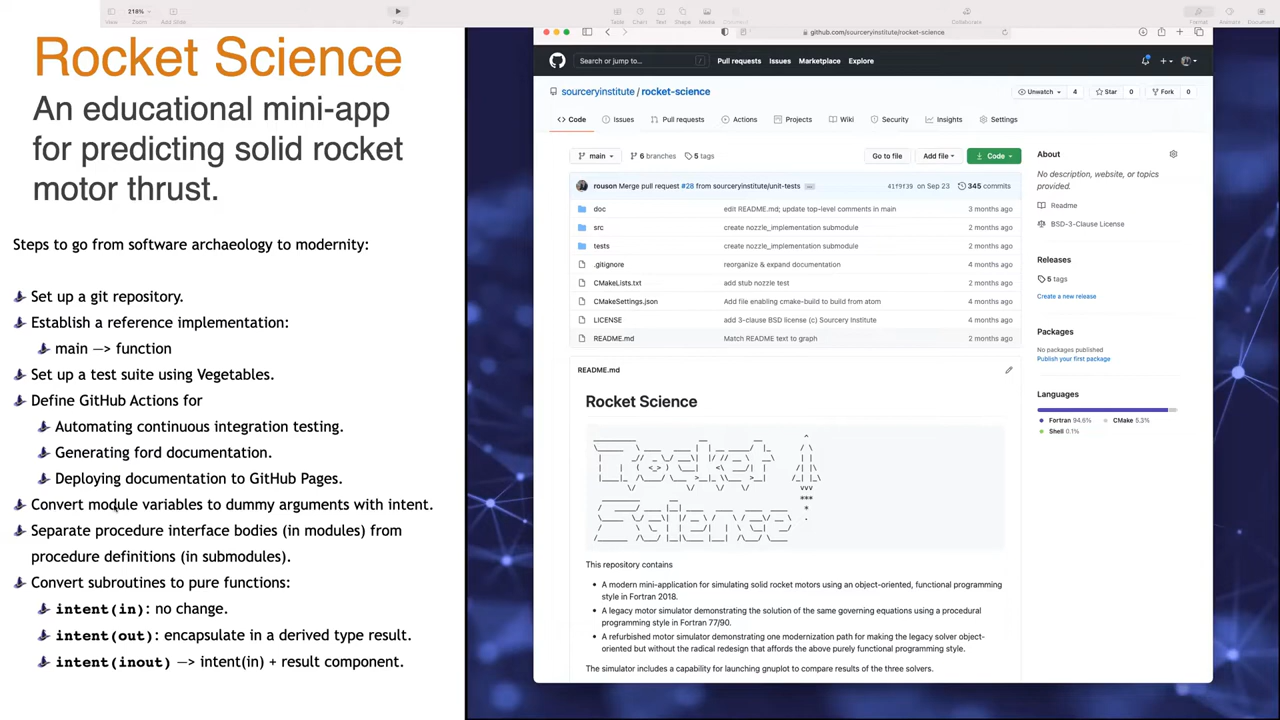 218%
View
Zoom
Add Slide
Play
Table
Chart
Text
Shape
Media
Document
Collaborators
Format
Animate
Document
Rocket Science
An educational mini-app
for predicting solid rocket
motor thrust.
Steps to go from software archaeology to modernity:
Set up a git repository.
Establish a reference implementation:
main —> function
Set up a test suite using Vegetables.
Define GitHub Actions for
Automating continuous integration testing.
Generating ford documentation.
Deploying documentation to GitHub Pages.
Convert module variables to dummy arguments with intent.
Separate procedure interface bodies (in modules) from
procedure definitions (in submodules).
Convert subroutines to pure functions:
intent(in): no change.
intent(out): encapsulate in a derived type result.
intent(inout) —> intent(in) + result component.
github.com/sourceryinstitute/rocket-science
Search or jump to...
/
Pull requests
Issues
Marketplace
Explore
sourceryinstitute / rocket-science
Unwatch
4
Star
0
Fork
0
Code
Issues
Pull requests
Actions
Projects
Wiki
Security
Insights
Settings
main
6 branches
5 tags
Go to file
Add file
Code
rouson Merge pull request #28 from sourceryinstitute/unit-tests ...
41f9f39 on Sep 23
345 commits
doc edit README.md; update top-level comments in main 3 months ago
src create nozzle_implementation submodule 2 months ago
tests create nozzle_implementation submodule 2 months ago
.gitignore reorganize & expand documentation 4 months ago
CMakeLists.txt add stub nozzle test 2 months ago
CMakeSettings.json Add file enabling cmake-build to build from atom 4 months ago
LICENSE add 3-clause BSD license (c) Sourcery Institute 4 months ago
README.md Match README text to graph 2 months ago
README.md
Rocket Science
This repository contains
A modern mini-application for simulating solid rocket motors using an object-oriented, functional programming
style in Fortran 2018.
A legacy motor simulator demonstrating the solution of the same governing equations using a procedural
programming style in Fortran 77/90.
A refurbished motor simulator demonstrating one modernization path for making the legacy solver object-
oriented but without the radical redesign that affords the above purely functional programming style.
The simulator includes a capability for launching gnuplot to compare results of the three solvers.
About
No description, website, or topics
provided.
Readme
BSD-3-Clause License
Releases
5 tags
Create a new release
Packages
No packages published
Publish your first package
Languages
Fortran 94.6%
CMake 5.3%
Shell 0.1%